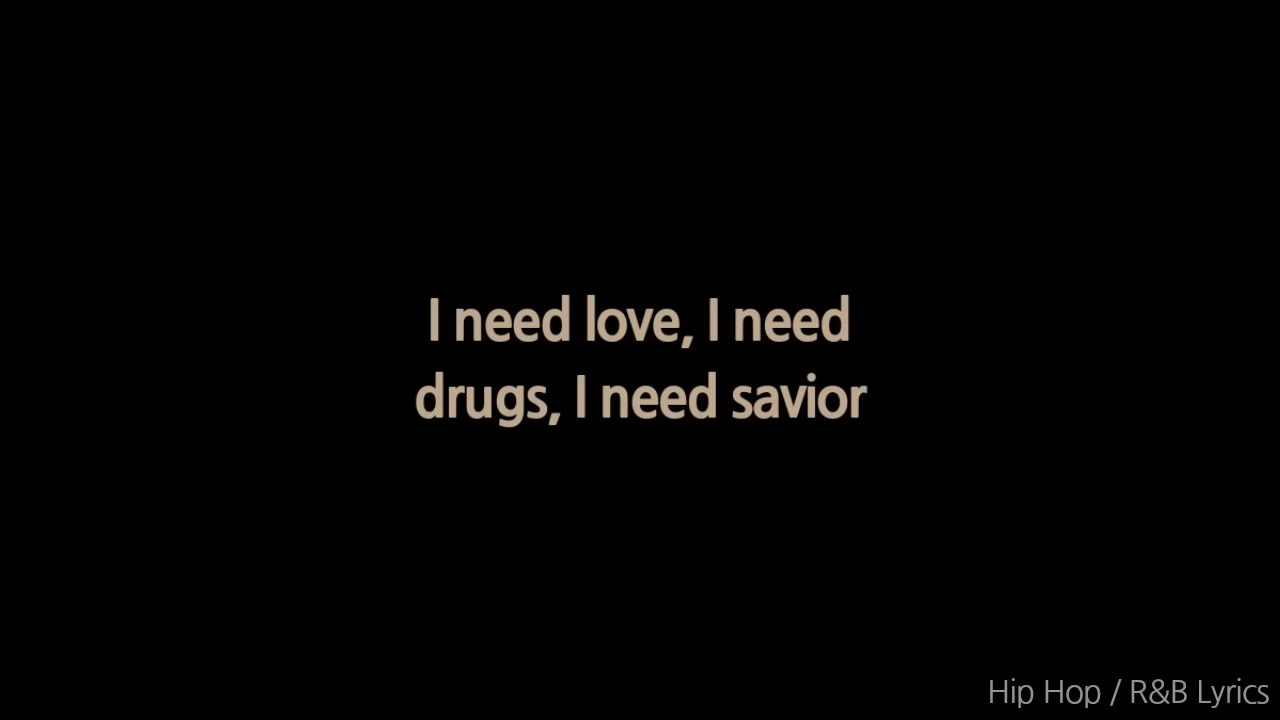 I need love, I need
drugs, I need savior
Hip Hop / R&B Lyrics